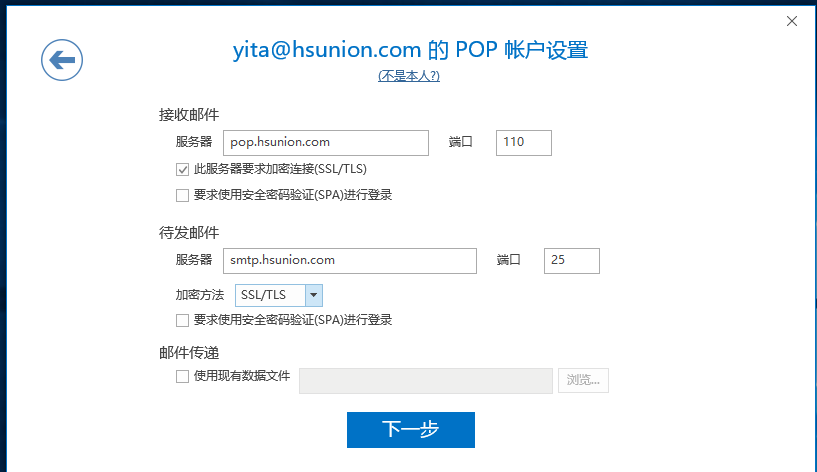 yita@hsunion.com 的 POP 帐户设置
(不是本人?)
接收邮件
服务器 pop.hsunion.com 端口 110
此服务器要求加密连接(SSL/TLS)
要求使用安全密码验证(SPA)进行登录
待发邮件
服务器 smtp.hsunion.com 端口 25
加密方法 SSL/TLS
要求使用安全密码验证(SPA)进行登录
邮件传递
使用现有数据文件 浏览...
下一步